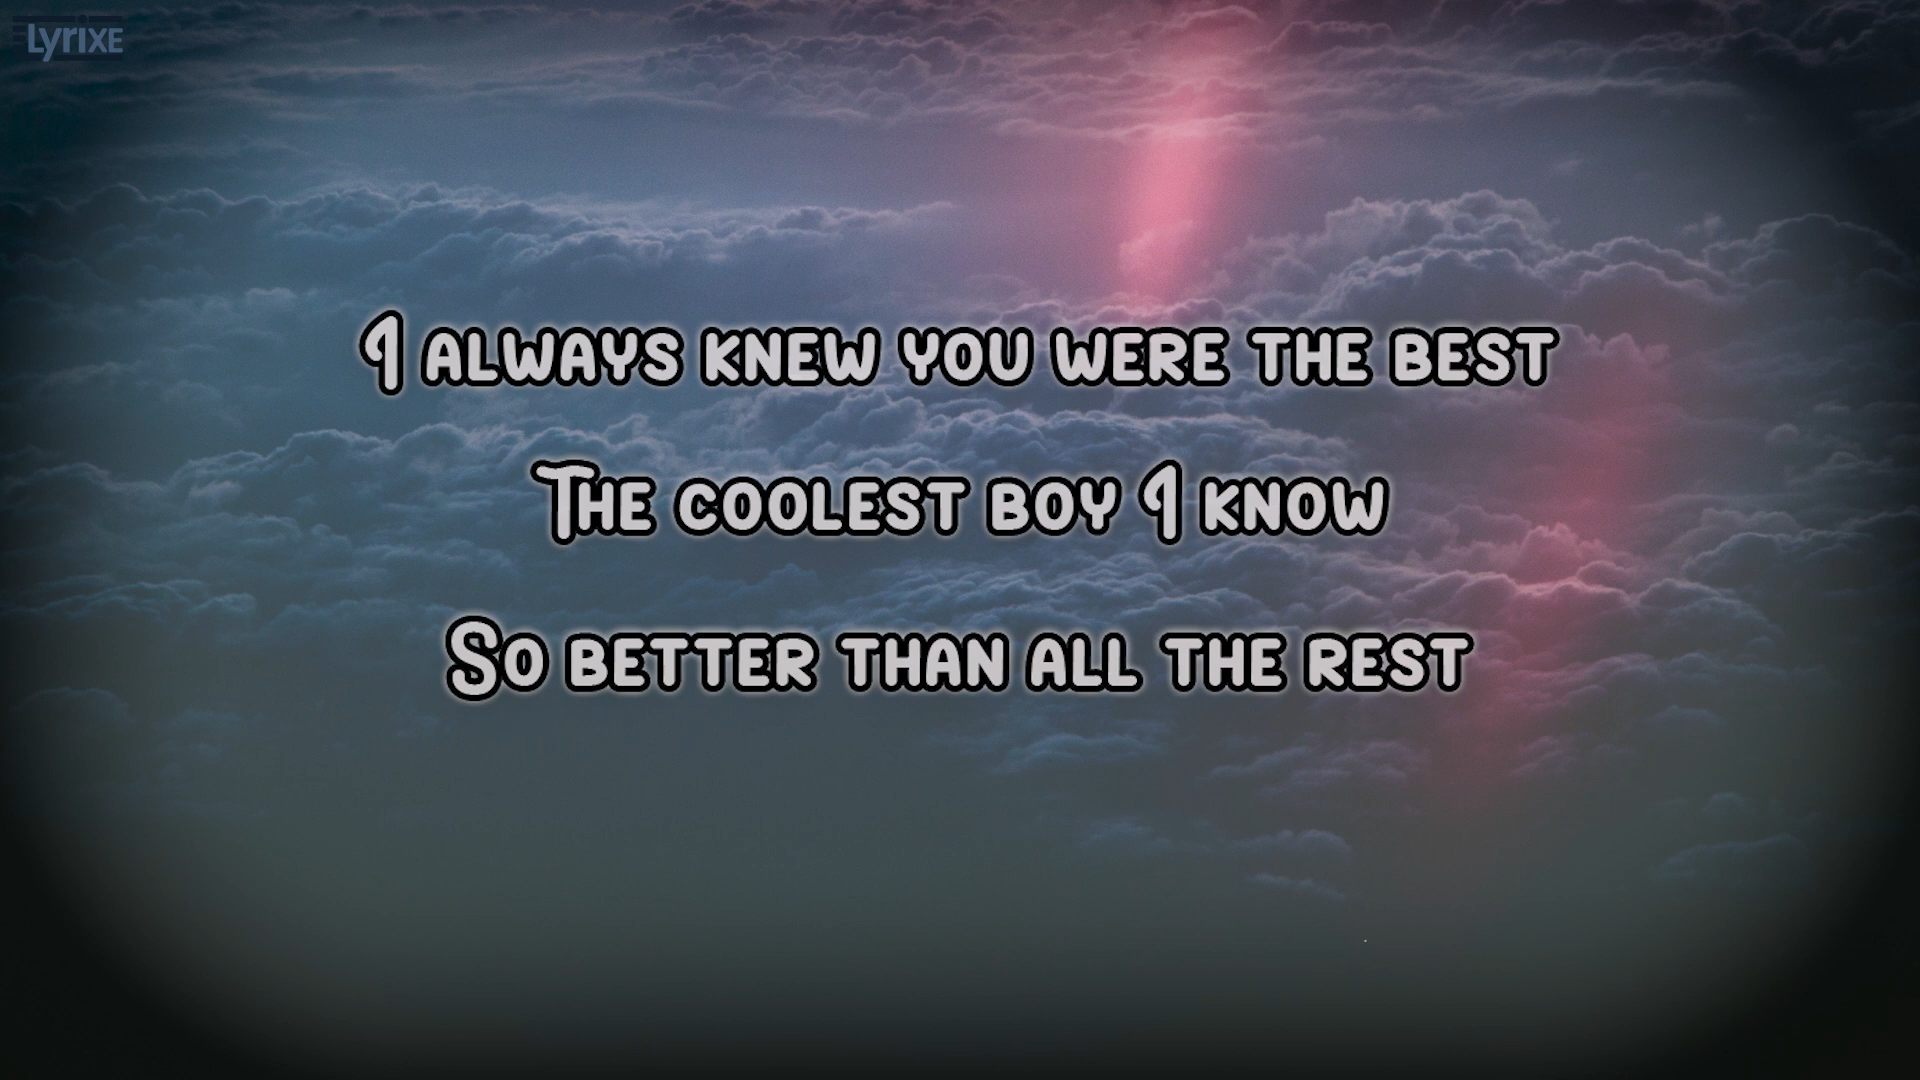 Lyrixe
I always knew you were the best
The coolest boy I know
So better than all the rest